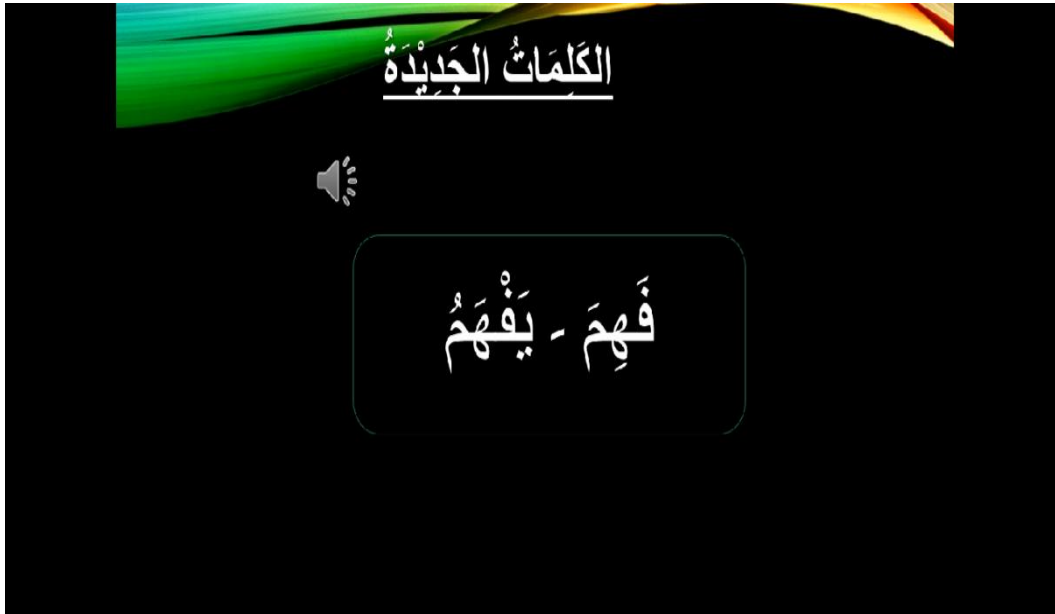 الكَلِمَاتُ الجَدِيْدَةُ
فَهِمَ - يَفْهَمُ